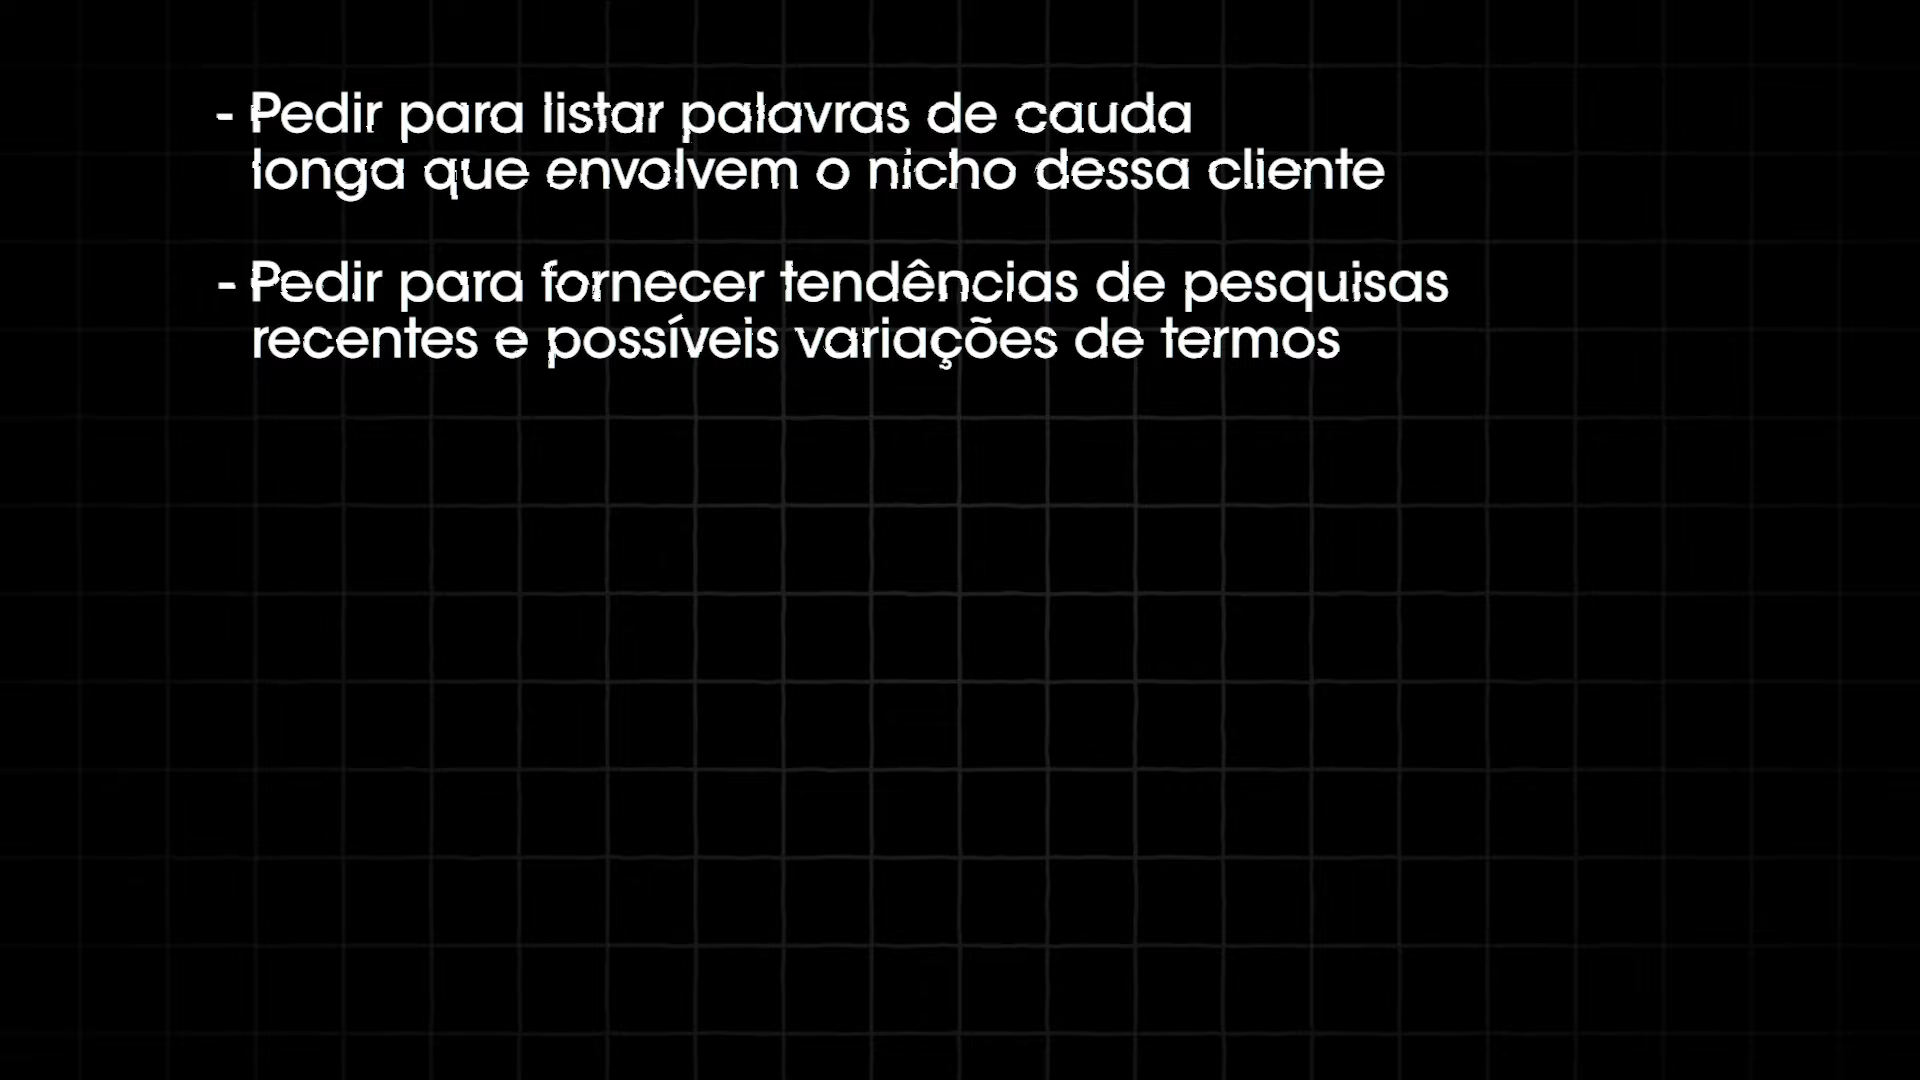 - Pedir para listar palavras de cauda
longa que envolvem o nicho dessa cliente
- Pedir para fornecer tendências de pesquisas
recentes e possíveis variações de termos